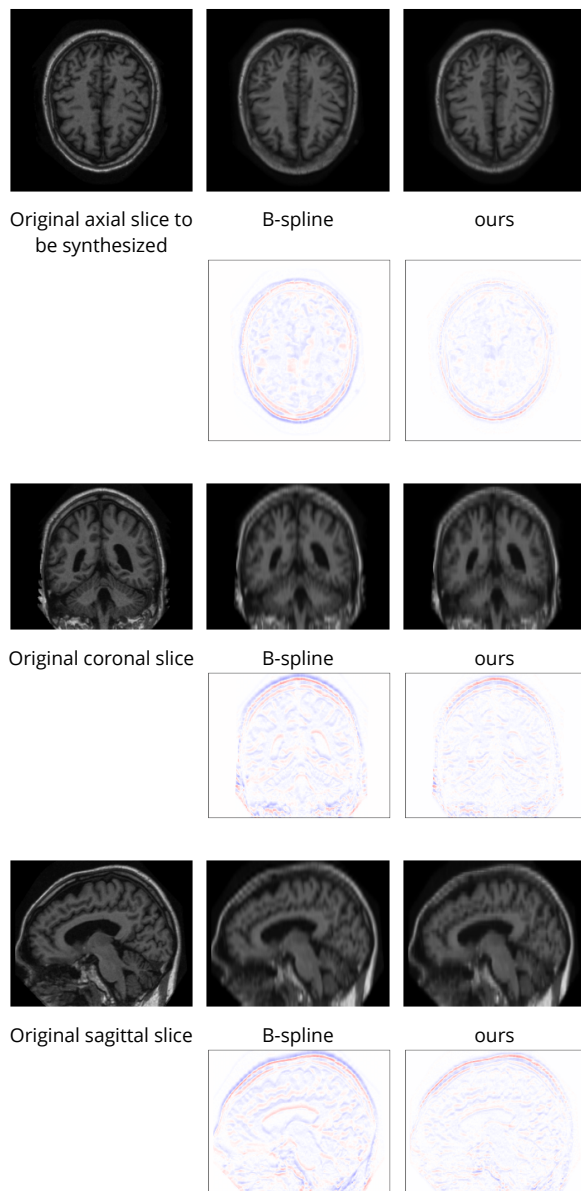 Original axial slice to
be synthesized
B-spline
ours
Original coronal slice
B-spline
ours
Original sagittal slice
B-spline
ours